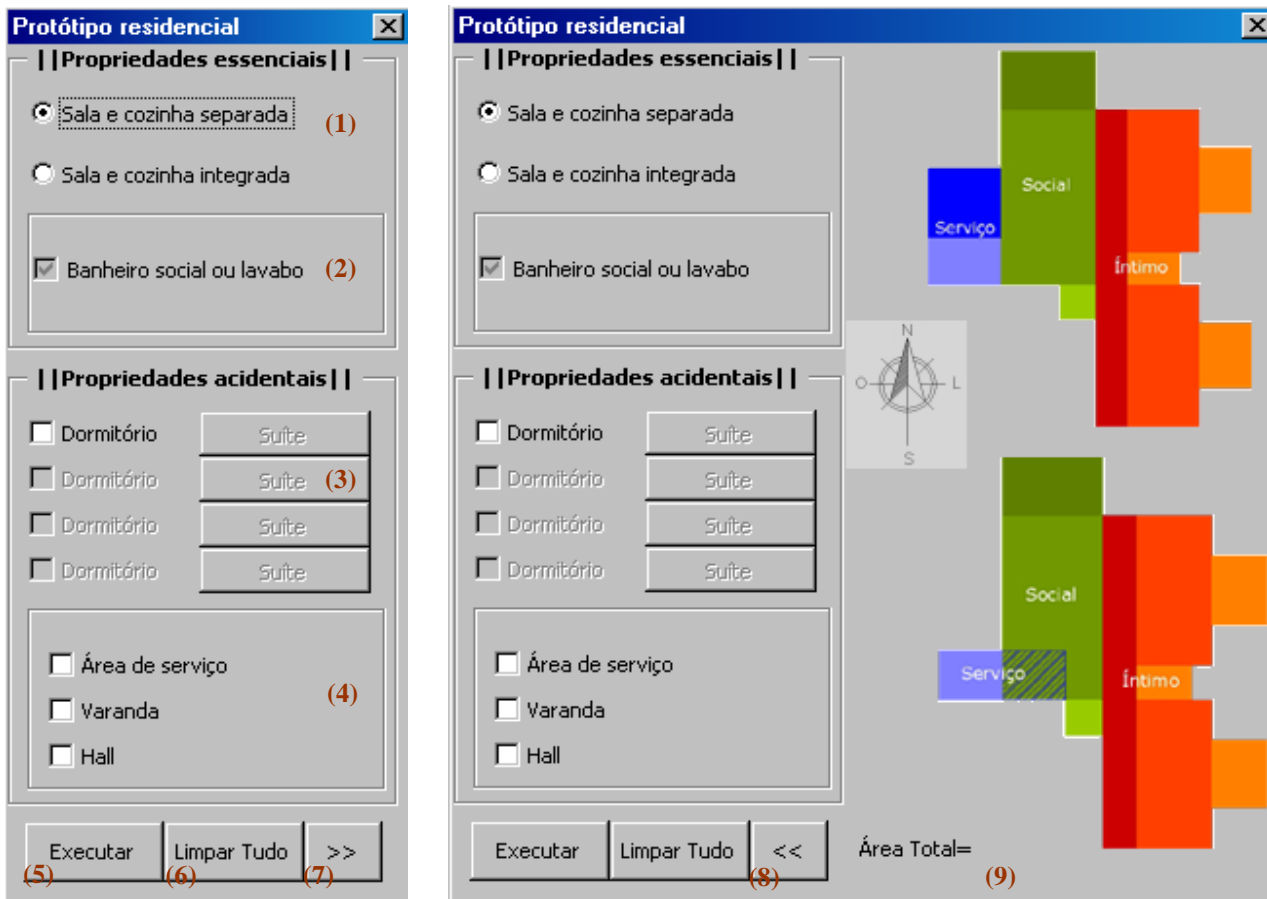 Protótipo residencial
||Propriedades essenciais||
Sala e cozinha separada (1)
Sala e cozinha integrada
Banheiro social ou lavabo (2)
||Propriedades acidentais||
Dormitório Suíte
Dormitório Suíte (3)
Dormitório Suíte
Dormitório Suíte
Área de serviço
(4)
Varanda
Hall
Executar Limpar Tudo >>
(5) (6) (7)
Protótipo residencial
||Propriedades essenciais||
Sala e cozinha separada
Sala e cozinha integrada
Banheiro social ou lavabo
||Propriedades acidentais||
Dormitório Suíte
Dormitório Suíte
Dormitório Suíte
Dormitório Suíte
Área de serviço
Varanda
Hall
Executar Limpar Tudo <<
(8)
Social
Serviço
Íntimo
N
O L
S
Social
Serviço
Íntimo
Área Total=
(9)